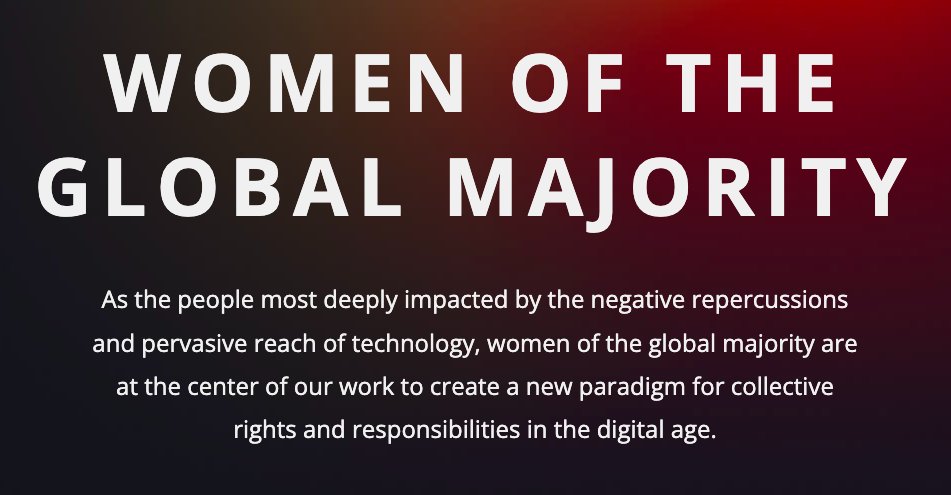 WOMEN OF THE
GLOBAL MAJORITY
As the people most deeply impacted by the negative repercussions
and pervasive reach of technology, women of the global majority are
at the center of our work to create a new paradigm for collective
rights and responsibilities in the digital age.